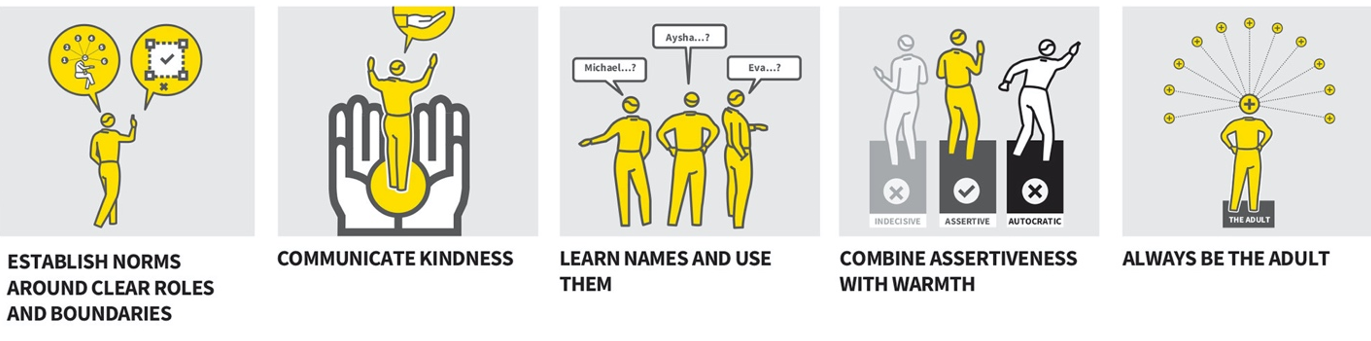 Michael...?
Aysha...?
Eva...?
INDECISIVE
ASSERTIVE
AUTOCRATIC
THE ADULT
ESTABLISH NORMS
AROUND CLEAR ROLES
AND BOUNDARIES
COMMUNICATE KINDNESS
LEARN NAMES AND USE
THEM
COMBINE ASSERTIVENESS
WITH WARMTH
ALWAYS BE THE ADULT